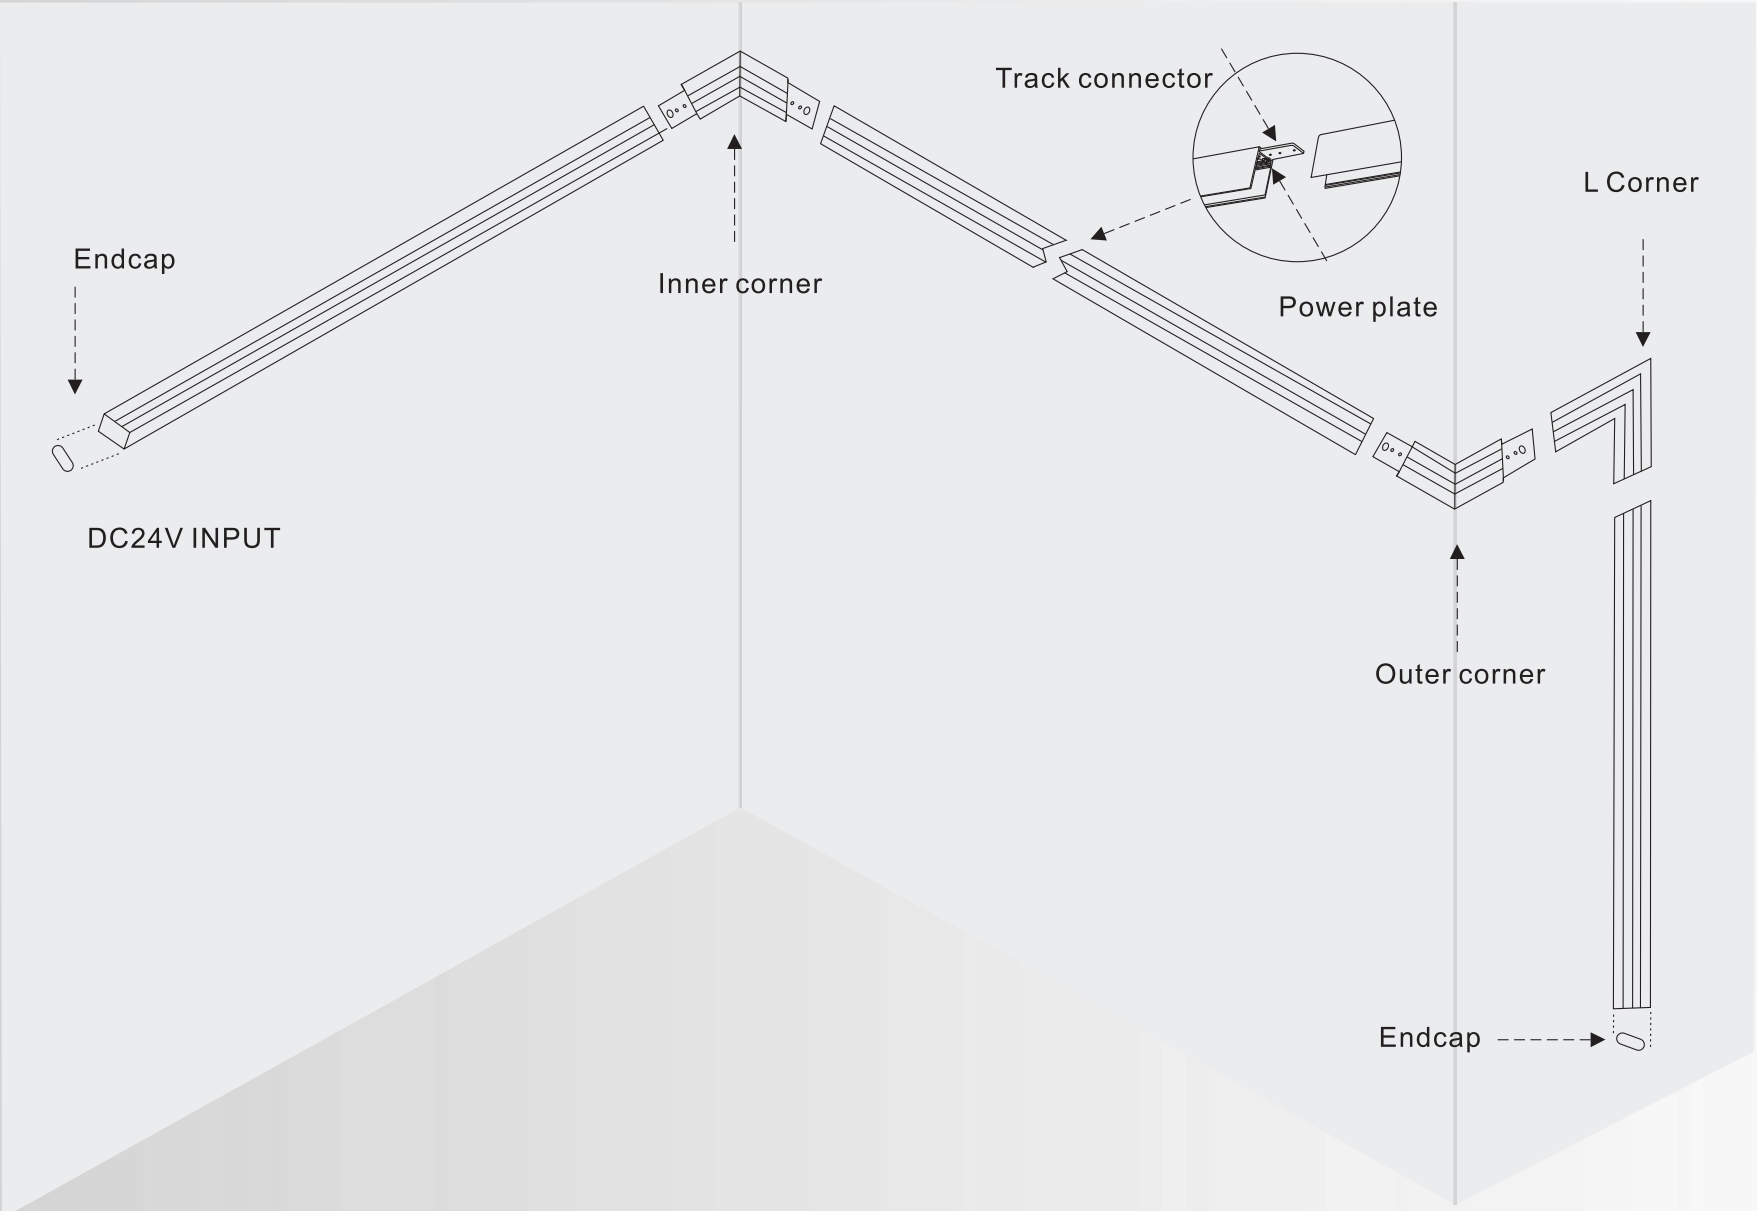 Track connector
L Corner
Endcap
Inner corner
Power plate
DC24V INPUT
Outer corner
Endcap